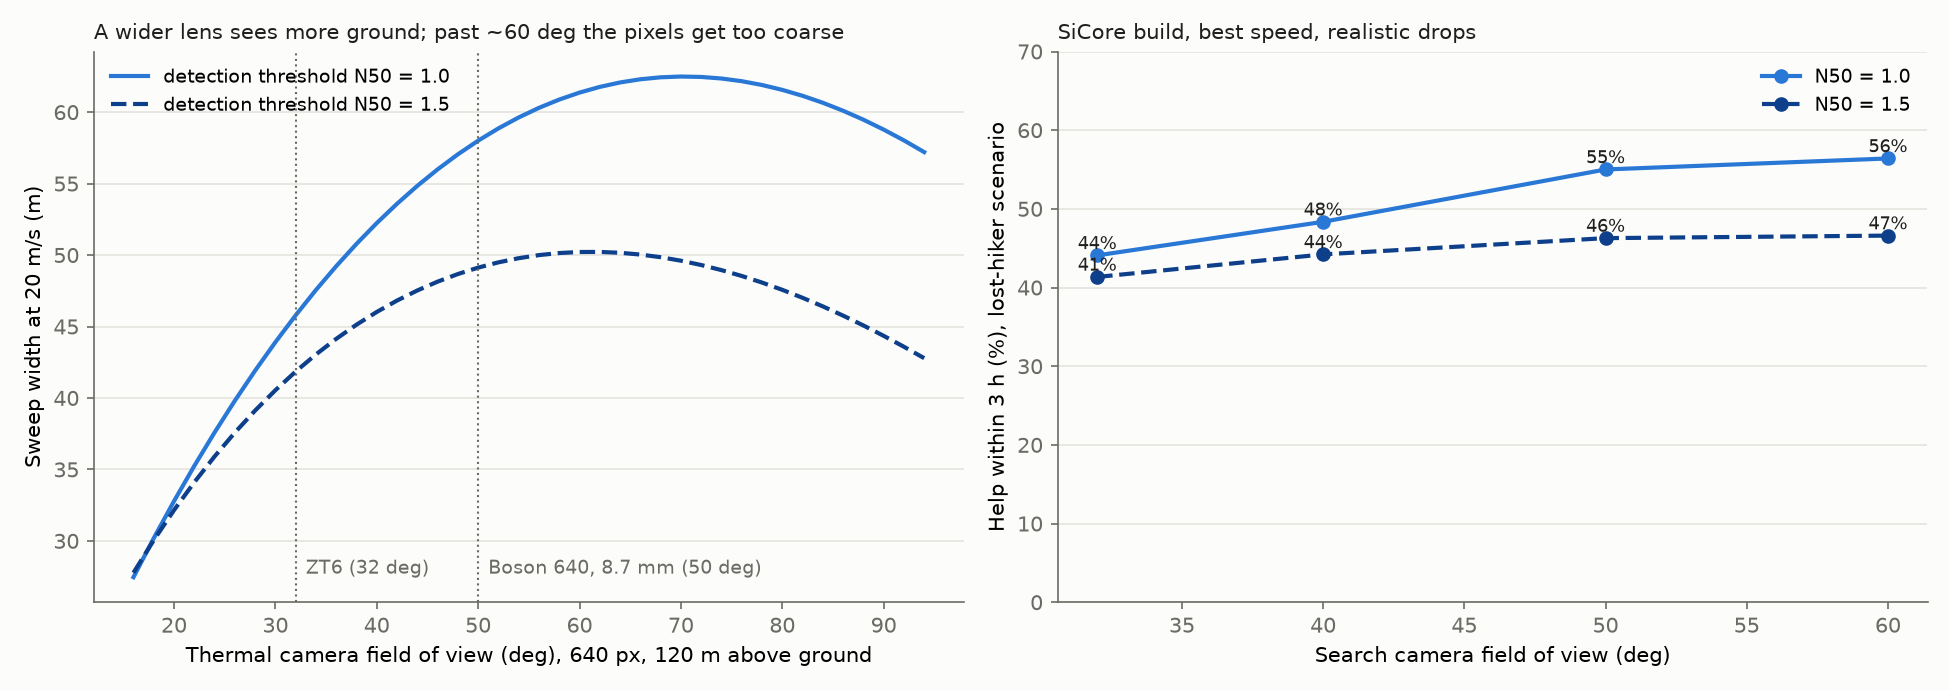 A wider lens sees more ground; past ~60 deg the pixels get too coarse
detection threshold N50 = 1.0
detection threshold N50 = 1.5
Sweep width at 20 m/s (m)
60
55
50
45
40
35
30
ZT6 (32 deg)
Boson 640, 8.7 mm (50 deg)
20 30 40 50 60 70 80 90
Thermal camera field of view (deg), 640 px, 120 m above ground
SiCore build, best speed, realistic drops
N50 = 1.0
N50 = 1.5
Help within 3 h (%), lost-hiker scenario
70
60
50
40
30
20
10
0
44% 48% 55% 56%
41% 44% 46% 47%
35 40 45 50 55 60
Search camera field of view (deg)